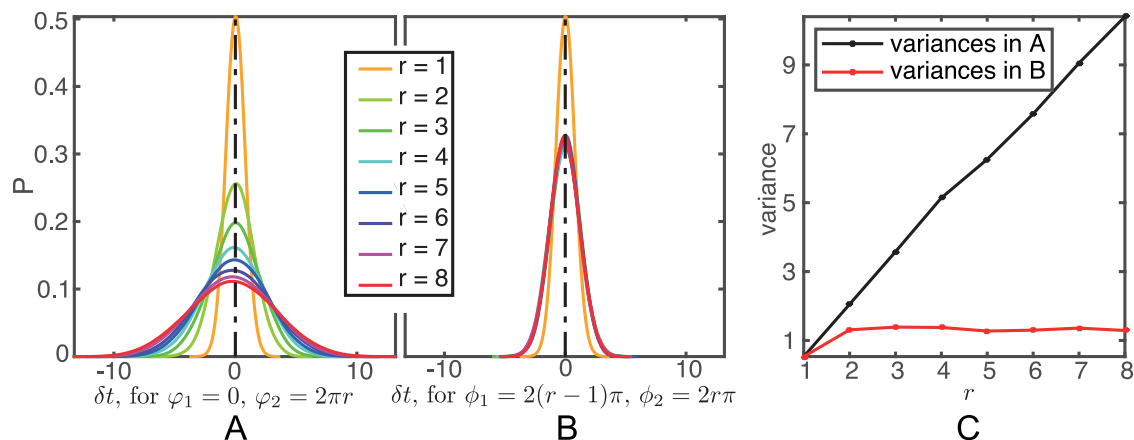 0.5
0.4
0.3
0.2
0.1
0
P
-10
0
10
δt, for φ₁ = 0, φ₂ = 2πr
A
r = 1
r = 2
r = 3
r = 4
r = 5
r = 6
r = 7
r = 8
-10
0
10
δt, for ϕ₁ = 2(r − 1)π, ϕ₂ = 2rπ
B
variances in A
variances in B
9
7
5
3
1
variance
1 2 3 4 5 6 7 8
r
C